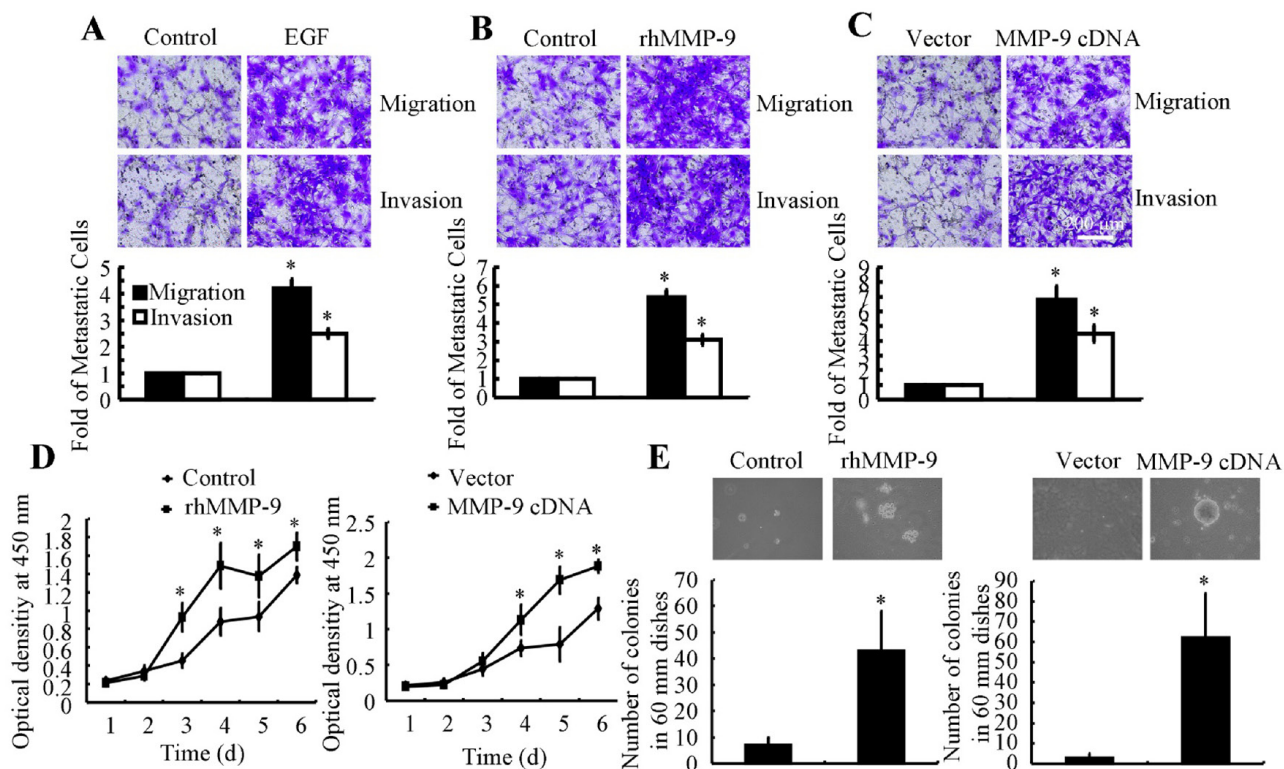 A
Control EGF
Migration
Invasion
Fold of Metastatic Cells
5
4
3
2
1
0
Migration
Invasion
*
*
B
Control rhMMP-9
Migration
Invasion
Fold of Metastatic Cells
7
6
5
4
3
2
1
0
*
*
C
Vector MMP-9 cDNA
Migration
Invasion
200 μm
Fold of Metastatic Cells
9
8
7
6
5
4
3
2
1
0
*
*
D
Control
rhMMP-9
Optical densitiy at 450 nm
2
1.8
1.6
1.4
1.2
1
0.8
0.6
0.4
0.2
0
* * * *
1 2 3 4 5 6
Time (d)
Vector
MMP-9 cDNA
Optical densitiy at 450 nm
2.5
2
1.5
1
0.5
0
* * *
1 2 3 4 5 6
Time (d)
E
Control rhMMP-9
Number of colonies
in 60 mm dishes
70
60
50
40
30
20
10
0
*
Vector MMP-9 cDNA
Number of colonies
in 60 mm dishes
90
80
70
60
50
40
30
20
10
0
*